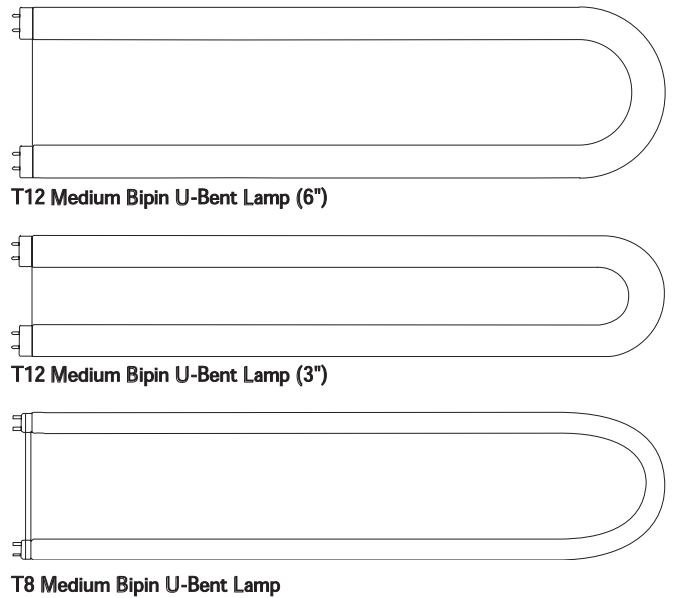 T12 Medium Bipin U-Bent Lamp (6")
T12 Medium Bipin U-Bent Lamp (3")
T8 Medium Bipin U-Bent Lamp